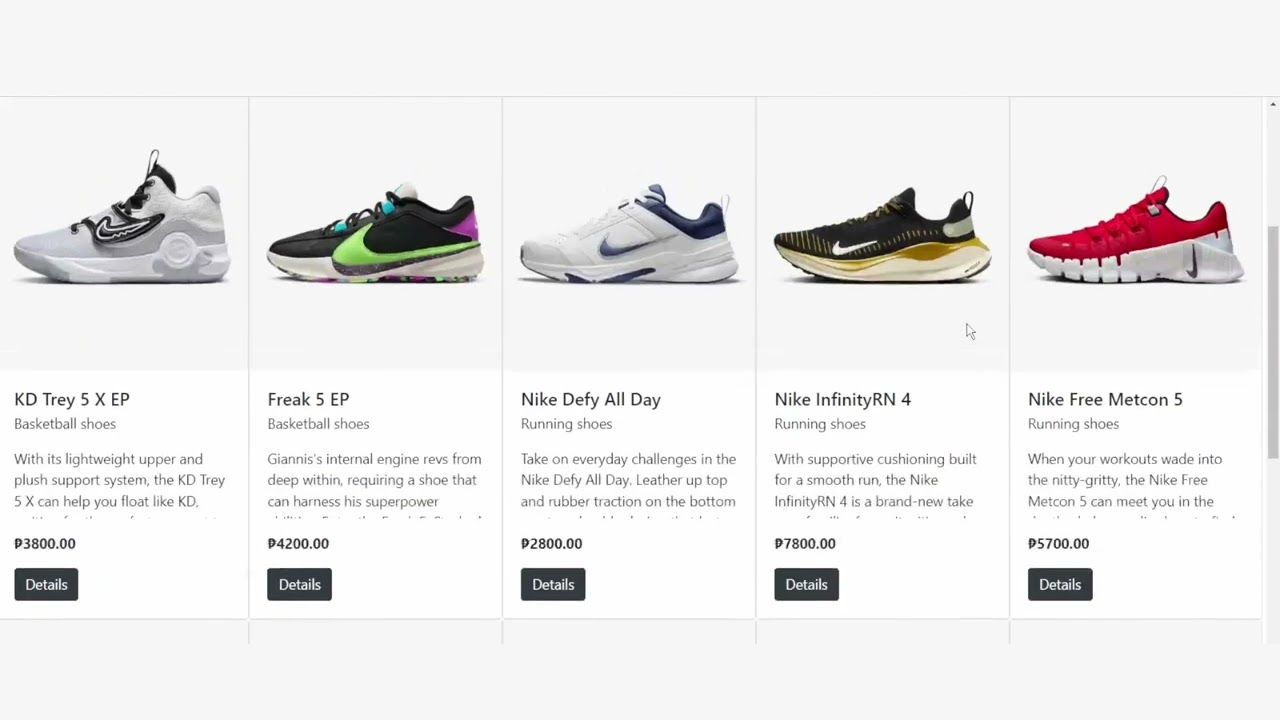 KD Trey 5 X EP
Basketball shoes
With its lightweight upper and
plush support system, the KD Trey
5 X can help you float like KD,
₱3800.00
Details
Freak 5 EP
Basketball shoes
Giannis's internal engine revs from
deep within, requiring a shoe that
can harness his superpower
₱4200.00
Details
Nike Defy All Day
Running shoes
Take on everyday challenges in the
Nike Defy All Day. Leather up top
and rubber traction on the bottom
₱2800.00
Details
Nike InfinityRN 4
Running shoes
With supportive cushioning built
for a smooth run, the Nike
InfinityRN 4 is a brand-new take
₱7800.00
Details
Nike Free Metcon 5
Running shoes
When your workouts wade into
the nitty-gritty, the Nike Free
Metcon 5 can meet you in the
₱5700.00
Details